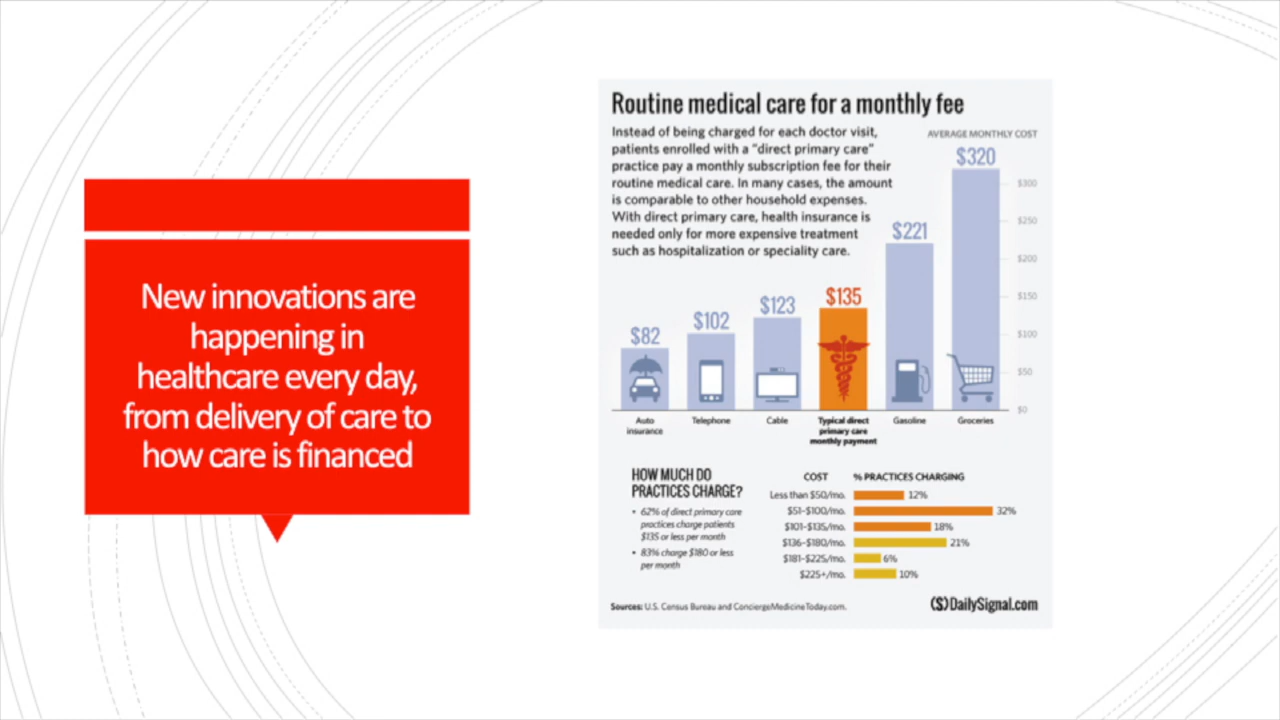 New innovations are
happening in
healthcare every day,
from delivery of care to
how care is financed
Routine medical care for a monthly fee
Instead of being charged for each doctor visit,
patients enrolled with a "direct primary care"
practice pay a monthly subscription fee for their
routine medical care. In many cases, the amount
is comparable to other household expenses.
With direct primary care, health insurance is
needed only for more expensive treatment
such as hospitalization or speciality care.
AVERAGE MONTHLY COST
$320
$300
$250
$221
$200
$150
$135
$123
$102
$100
$82
$50
$0
Auto
insurance
Telephone
Cable
Typical direct
primary care
monthly payment
Gasoline
Groceries
HOW MUCH DO
PRACTICES CHARGE?
• 62% of direct primary care
practices charge patients
$135 or less per month
• 83% charge $180 or less
per month
COST % PRACTICES CHARGING
Less than $50/mo. 12%
$51-$100/mo. 32%
$101-$135/mo. 18%
$136-$180/mo. 21%
$181-$225/mo. 6%
$225+/mo. 10%
Sources: U.S. Census Bureau and ConciergeMedicineToday.com.
($)DailySignal.com